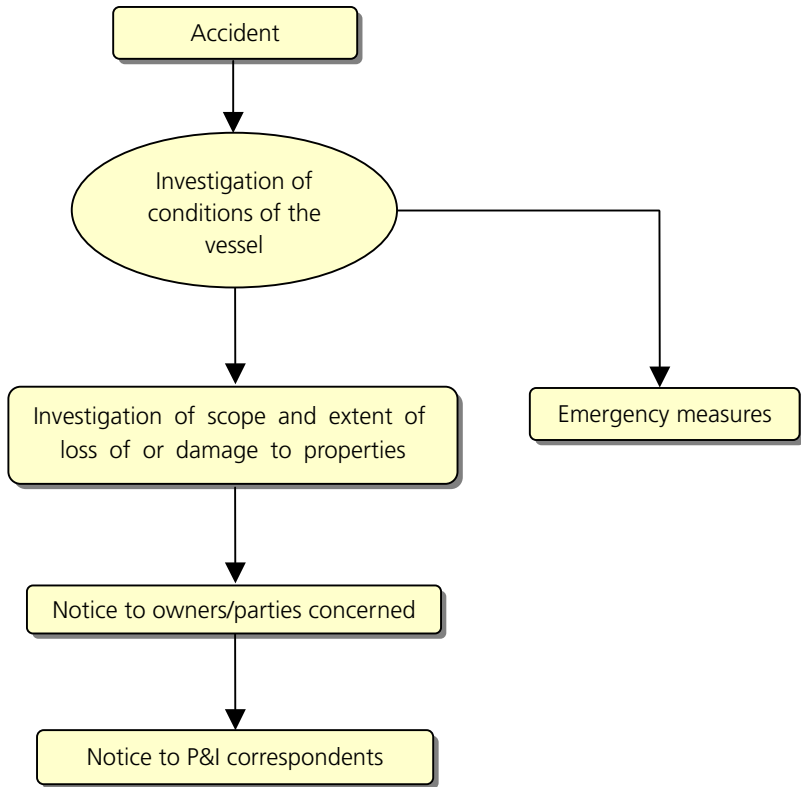 Accident
Investigation of
conditions of the
vessel
Investigation of scope and extent of
loss of or damage to properties
Emergency measures
Notice to owners/parties concerned
Notice to P&I correspondents